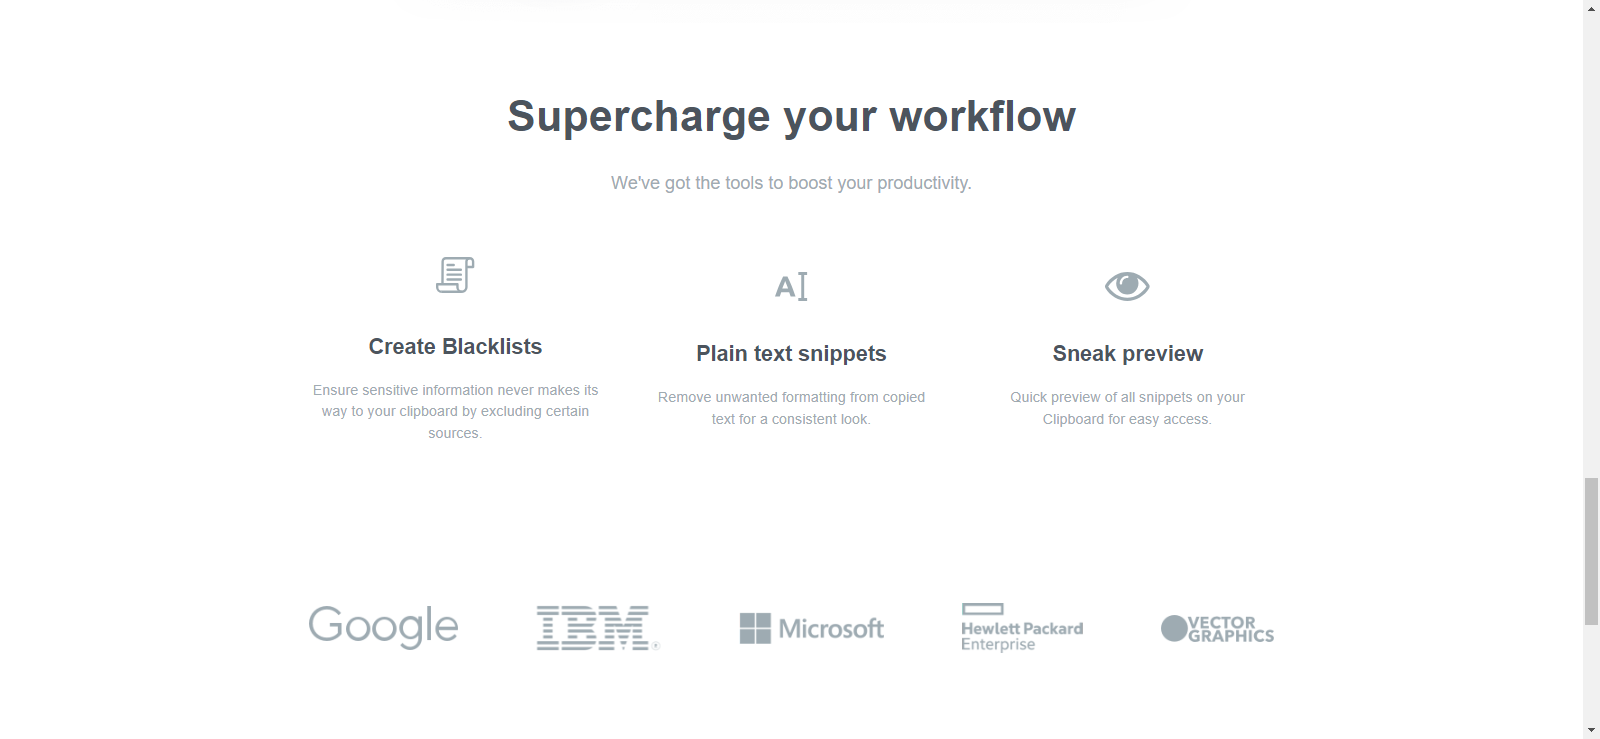 Supercharge your workflow
We've got the tools to boost your productivity.
Create Blacklists
Ensure sensitive information never makes its
way to your clipboard by excluding certain
sources.
Plain text snippets
Remove unwanted formatting from copied
text for a consistent look.
Sneak preview
Quick preview of all snippets on your
Clipboard for easy access.
Google
IBM®
Microsoft
Hewlett Packard
Enterprise
VECTOR
GRAPHICS